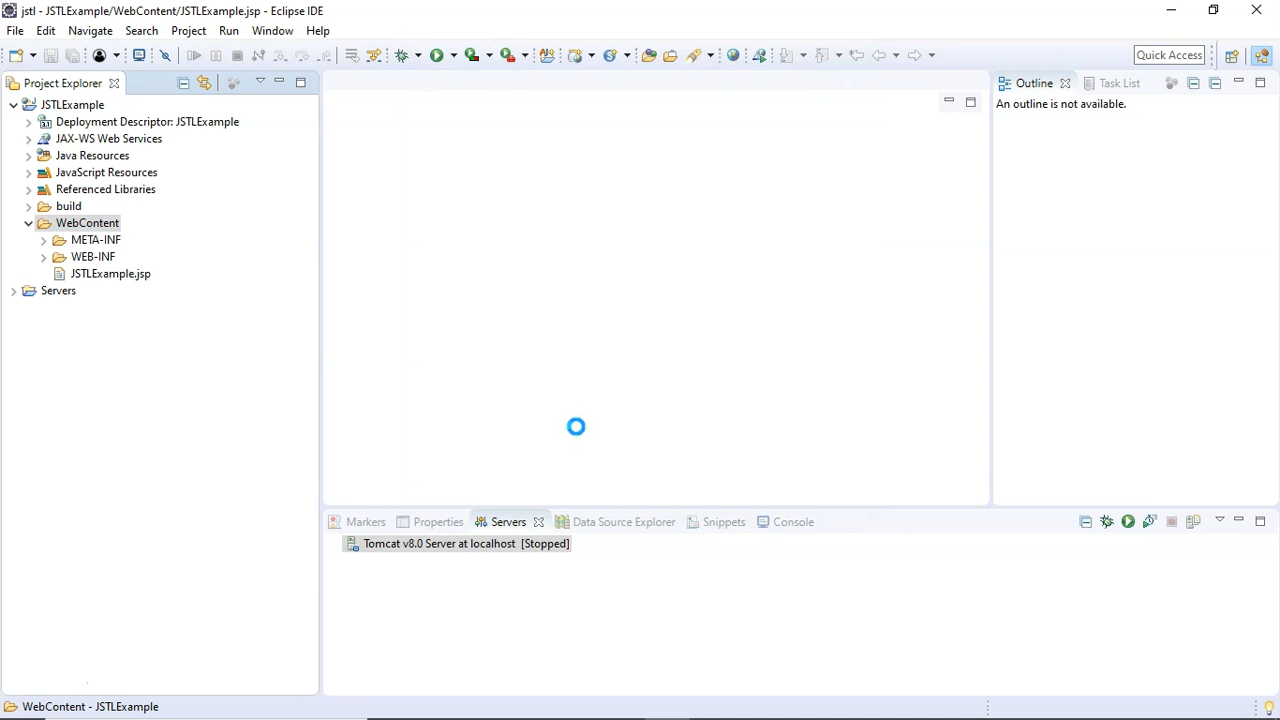 jstl - JSTLExample/WebContent/JSTLExample.jsp - Eclipse IDE
File Edit Navigate Search Project Run Window Help
Quick Access
Project Explorer
Outline Task List
JSTLExample
An outline is not available.
Deployment Descriptor: JSTLExample
JAX-WS Web Services
Java Resources
JavaScript Resources
Referenced Libraries
build
WebContent
META-INF
WEB-INF
JSTLExample.jsp
Servers
Markers Properties Servers Data Source Explorer Snippets Console
Tomcat v8.0 Server at localhost [Stopped]
WebContent - JSTLExample